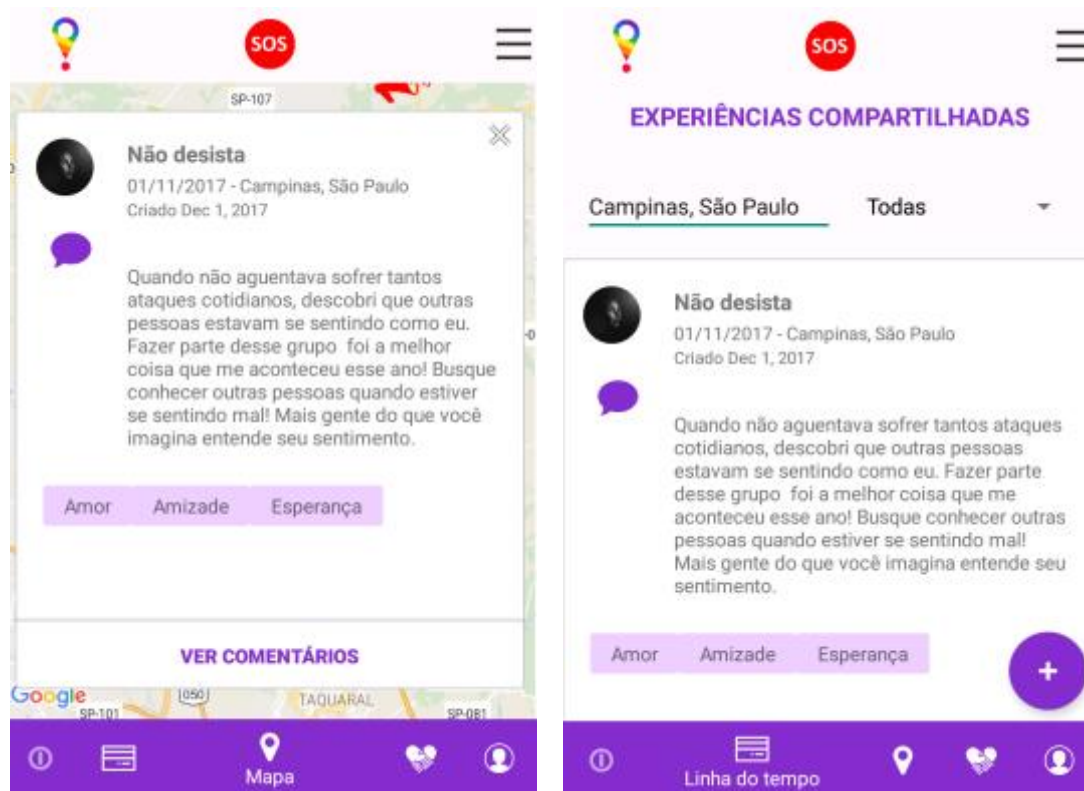 SOS
SP-107
Não desista
01/11/2017 - Campinas, São Paulo
Criado Dec 1, 2017
Quando não aguentava sofrer tantos
ataques cotidianos, descobri que outras
pessoas estavam se sentindo como eu.
Fazer parte desse grupo foi a melhor
coisa que me aconteceu esse ano! Busque
conhecer outras pessoas quando estiver
se sentindo mal! Mais gente do que você
imagina entende seu sentimento.
Amor Amizade Esperança
VER COMENTÁRIOS
Google
050
TAQUARAL
SP-101
SP-081
Mapa
SOS
EXPERIÊNCIAS COMPARTILHADAS
Campinas, São Paulo Todas
Não desista
01/11/2017 - Campinas, São Paulo
Criado Dec 1, 2017
Quando não aguentava sofrer tantos ataques
cotidianos, descobri que outras pessoas
estavam se sentindo como eu. Fazer parte
desse grupo foi a melhor coisa que me
aconteceu esse ano! Busque conhecer outras
pessoas quando estiver se sentindo mal!
Mais gente do que você imagina entende seu
sentimento.
Amor Amizade Esperança
+
Linha do tempo